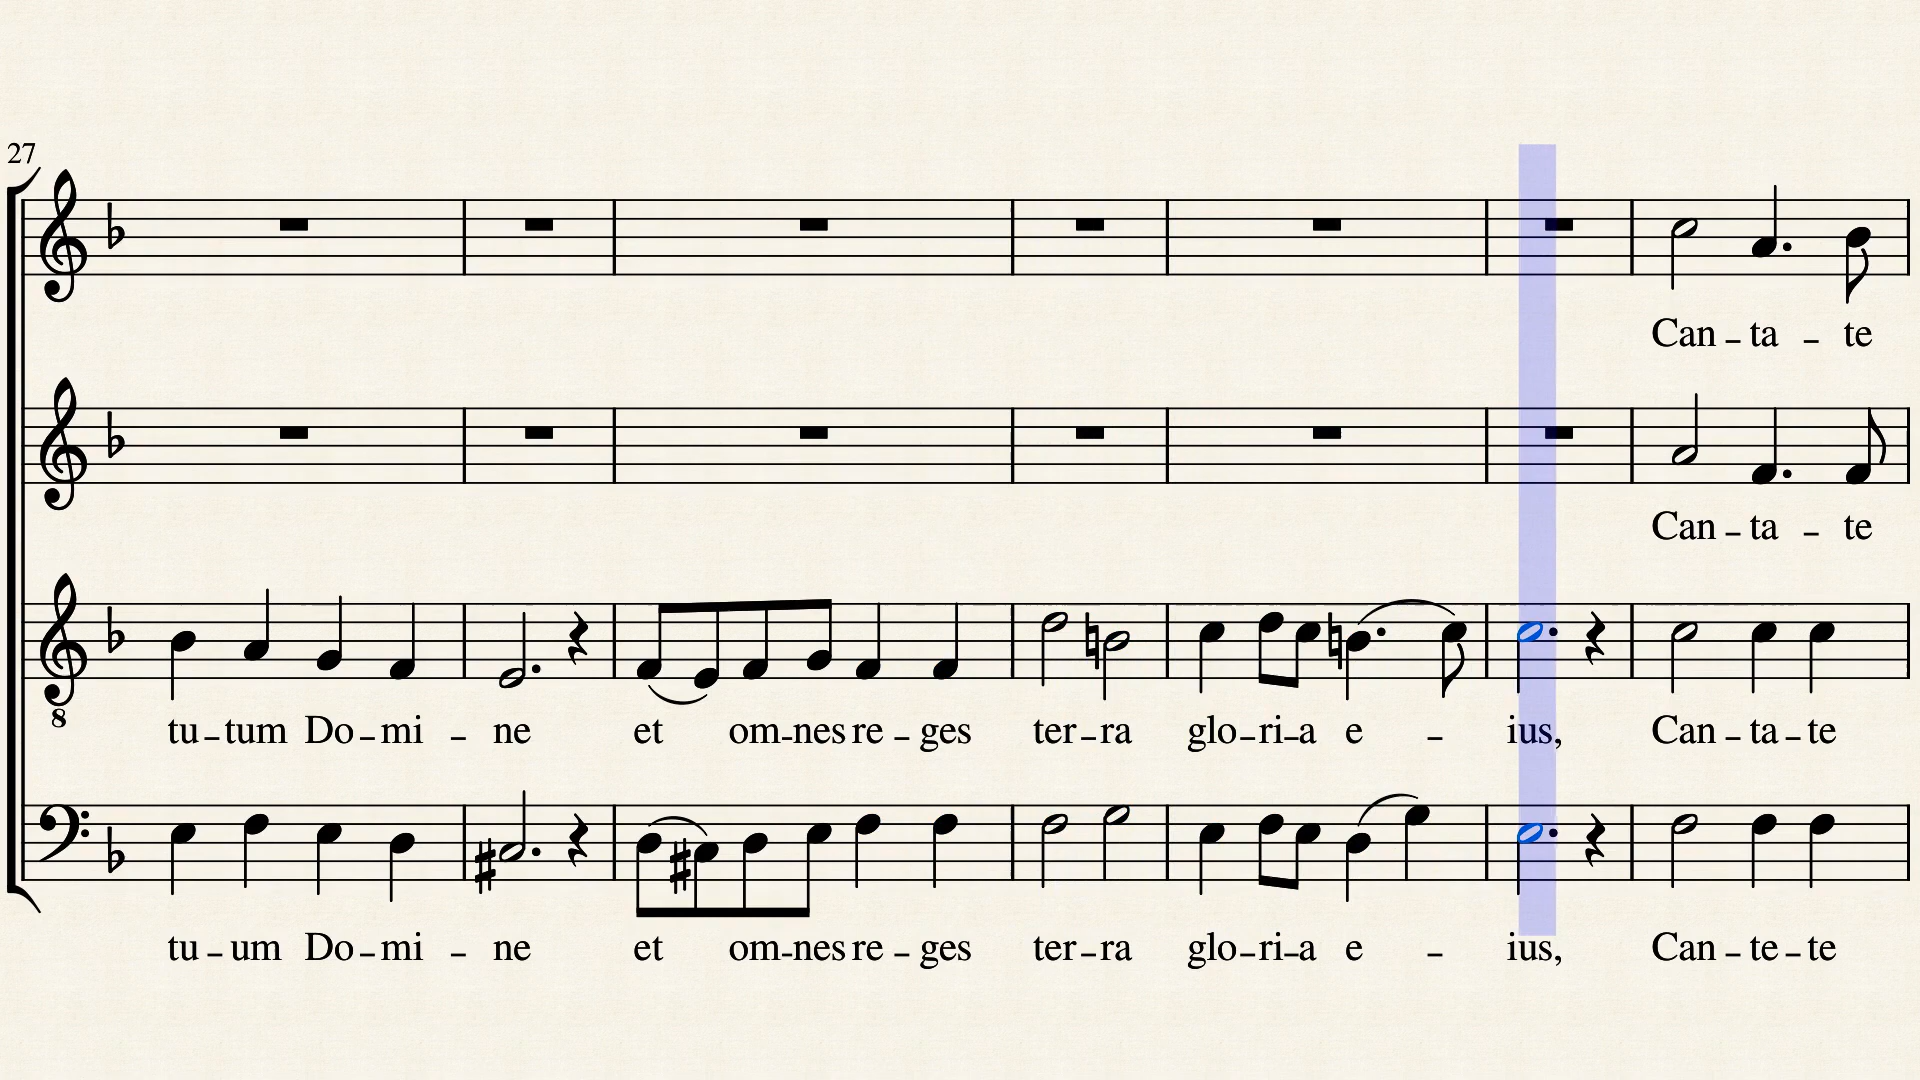 27
Can – ta – te
Can – ta – te
8
tu – tum Do – mi – ne et om – nes re – ges ter – ra glo – ri – a e – ius, Can – ta – te
tu – um Do – mi – ne et om – nes re – ges ter – ra glo – ri – a e – ius, Can – te – te